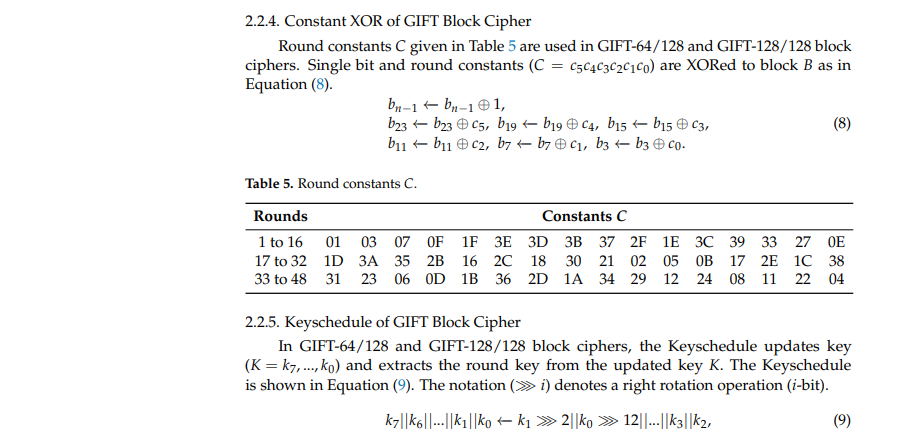 2.2.4. Constant XOR of GIFT Block Cipher
Round constants C given in Table 5 are used in GIFT-64/128 and GIFT-128/128 block
ciphers. Single bit and round constants (C = c₅c₄c₃c₂c₁c₀) are XORed to block B as in
Equation (8).
bₙ₋₁ ← bₙ₋₁ ⊕ 1,
b₂₃ ← b₂₃ ⊕ c₅, b₁₉ ← b₁₉ ⊕ c₄, b₁₅ ← b₁₅ ⊕ c₃, (8)
b₁₁ ← b₁₁ ⊕ c₂, b₇ ← b₇ ⊕ c₁, b₃ ← b₃ ⊕ c₀.
Table 5. Round constants C.
Rounds Constants C
1 to 16 01 03 07 0F 1F 3E 3D 3B 37 2F 1E 3C 39 33 27 0E
17 to 32 1D 3A 35 2B 16 2C 18 30 21 02 05 0B 17 2E 1C 38
33 to 48 31 23 06 0D 1B 36 2D 1A 34 29 12 24 08 11 22 04
2.2.5. Keyschedule of GIFT Block Cipher
In GIFT-64/128 and GIFT-128/128 block ciphers, the Keyschedule updates key
(K = k₇, ..., k₀) and extracts the round key from the updated key K. The Keyschedule
is shown in Equation (9). The notation (⋙ i) denotes a right rotation operation (i-bit).
k₇||k₆||...||k₁||k₀ ← k₁ ⋙ 2||k₀ ⋙ 12||...||k₃||k₂, (9)